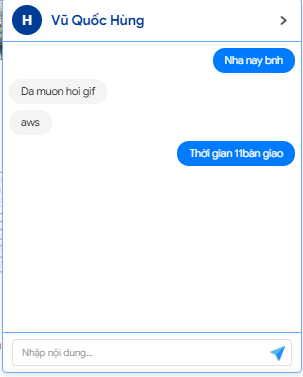 H
Vũ Quốc Hùng
Nha nay bnh
Da muon hoi gif
aws
Thời gian 11bàn giao
Nhập nội dung...